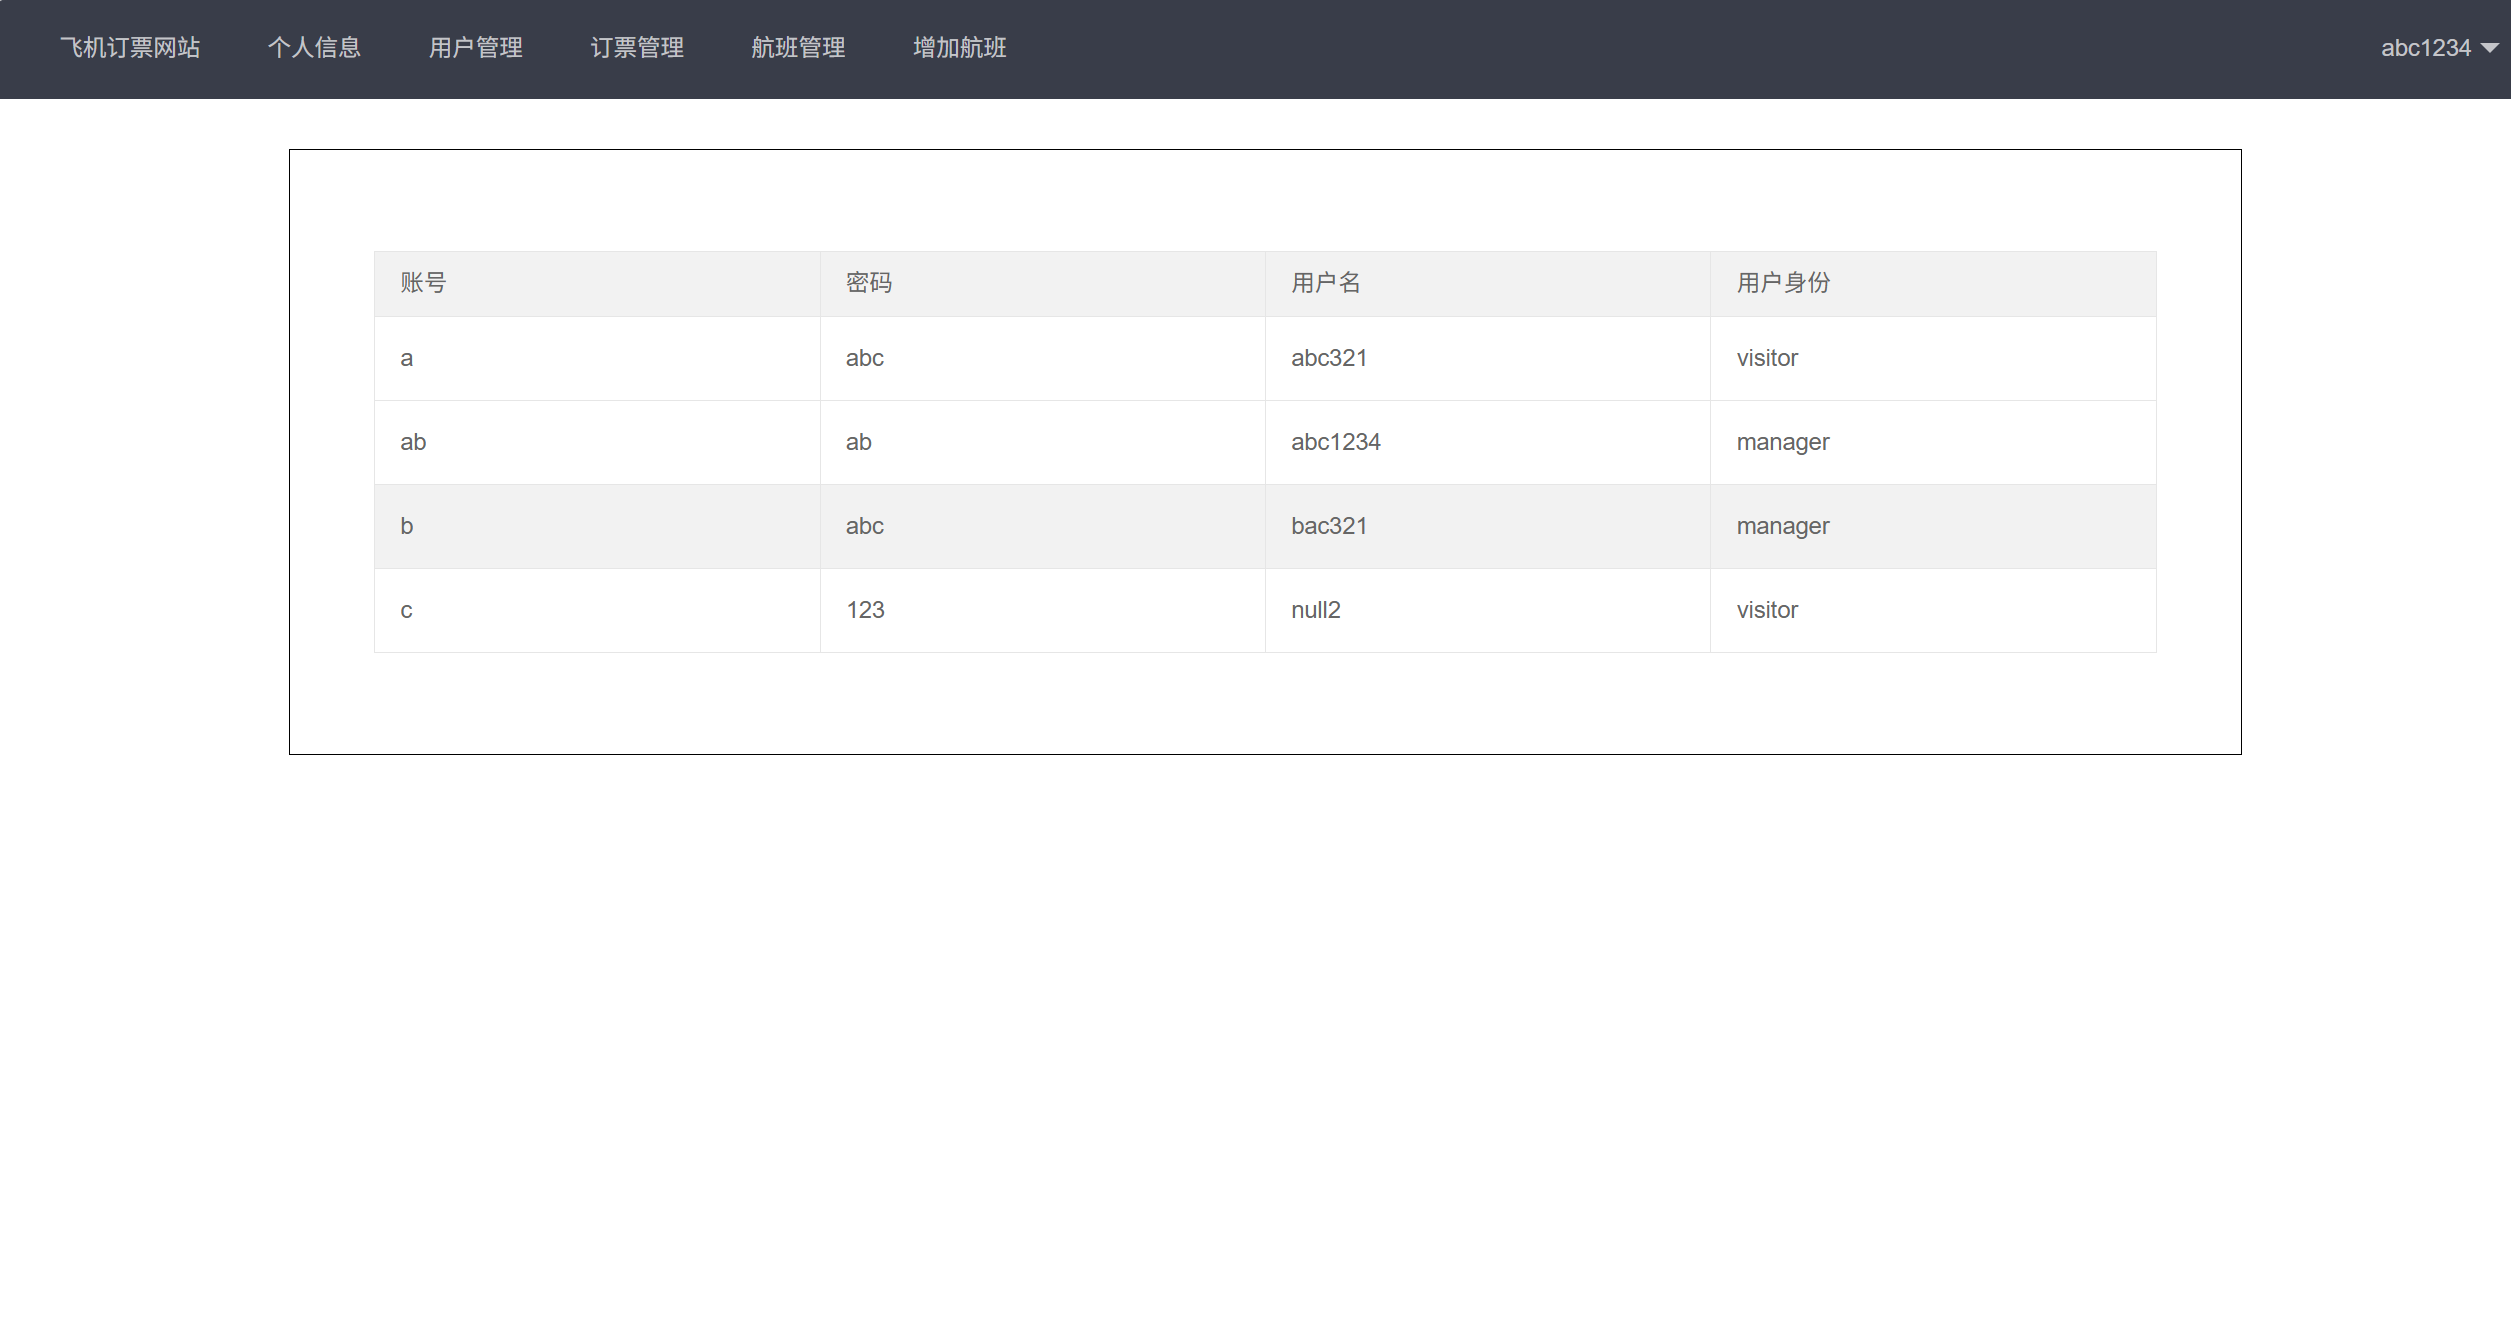 飞机订票网站 个人信息 用户管理 订票管理 航班管理 增加航班 abc1234
账号 密码 用户名 用户身份
a abc abc321 visitor
ab ab abc1234 manager
b abc bac321 manager
c 123 null2 visitor